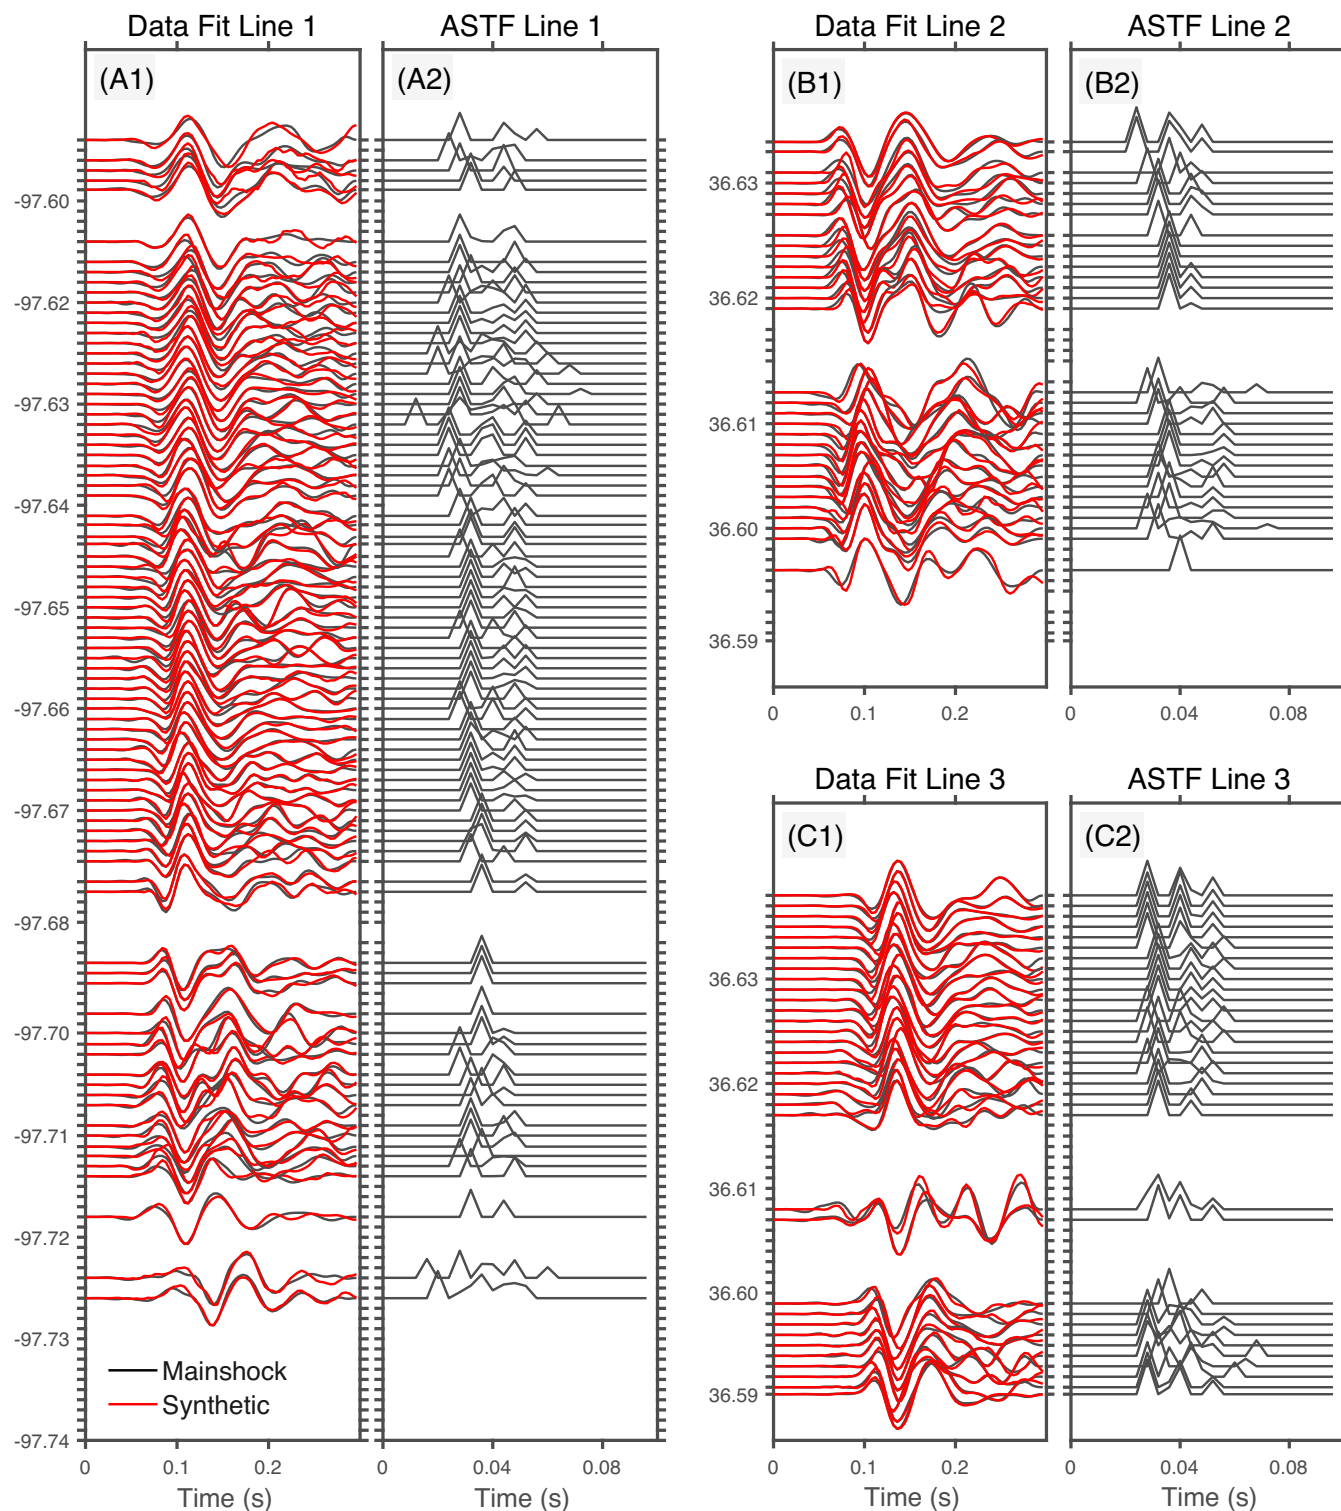 Data Fit Line 1
ASTF Line 1
(A1)
(A2)
-97.60
-97.62
-97.63
-97.64
-97.65
-97.66
-97.67
-97.68
-97.70
-97.71
-97.72
-97.73
-97.74
Mainshock
Synthetic
0
0.1
0.2
0
0.04
0.08
Time (s)
Time (s)
Data Fit Line 2
ASTF Line 2
(B1)
(B2)
36.63
36.62
36.61
36.60
36.59
0
0.1
0.2
0
0.04
0.08
Data Fit Line 3
ASTF Line 3
(C1)
(C2)
36.63
36.62
36.61
36.60
36.59
0
0.1
0.2
0
0.04
0.08
Time (s)
Time (s)